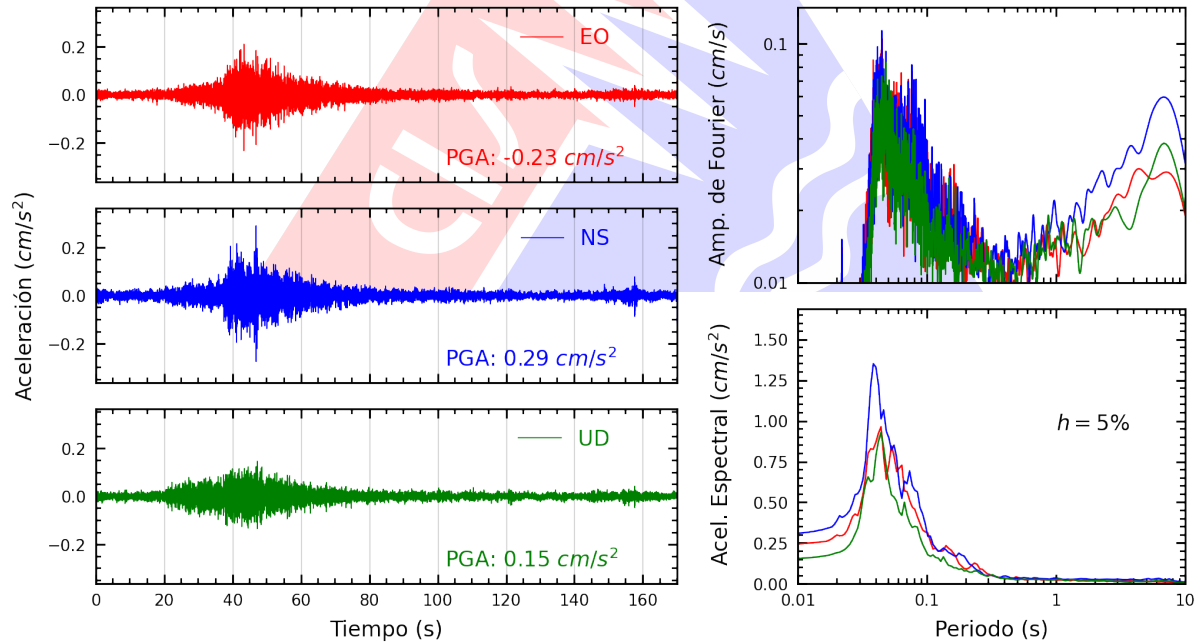 0.2
0.0
−0.2
EO
PGA: -0.23 cm/s²
0.2
0.0
−0.2
NS
PGA: 0.29 cm/s²
0.2
0.0
−0.2
UD
PGA: 0.15 cm/s²
Aceleración (cm/s²)
0 20 40 60 80 100 120 140 160
Tiempo (s)
Amp. de Fourier (cm/s)
0.1
0.01
Acel. Espectral (cm/s²)
1.50
1.25
1.00
0.75
0.50
0.25
0.00
h = 5%
0.01 0.1 1 10
Periodo (s)